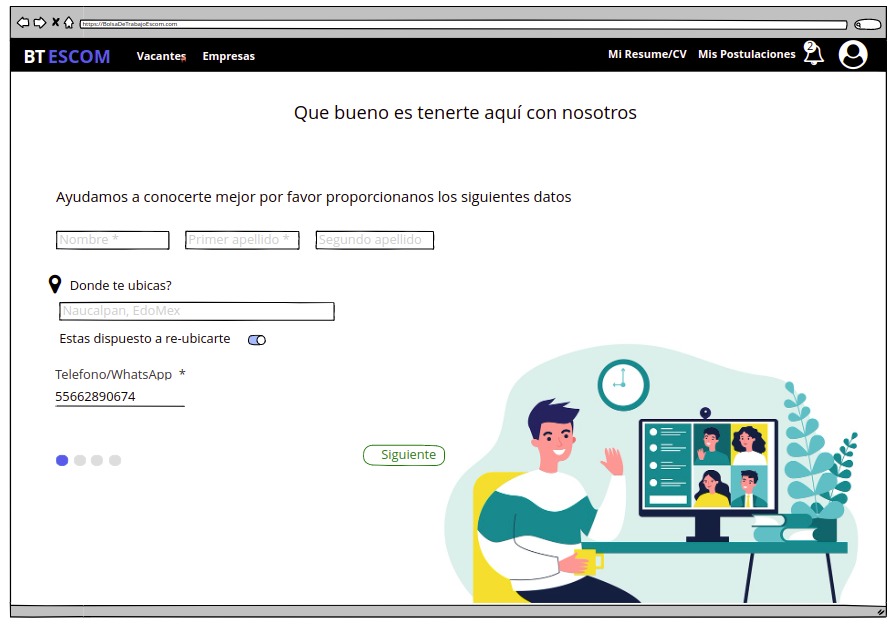 https://BolsaDeTrabajoEscom.com
BT ESCOM Vacantes Empresas Mi Resume/CV Mis Postulaciones 2
Que bueno es tenerte aquí con nosotros
Ayudamos a conocerte mejor por favor proporcionanos los siguientes datos
Nombre * Primer apellido * Segundo apellido
Donde te ubicas?
Naucalpan, EdoMex
Estas dispuesto a re-ubicarte
Telefono/WhatsApp *
55662890674
Siguiente